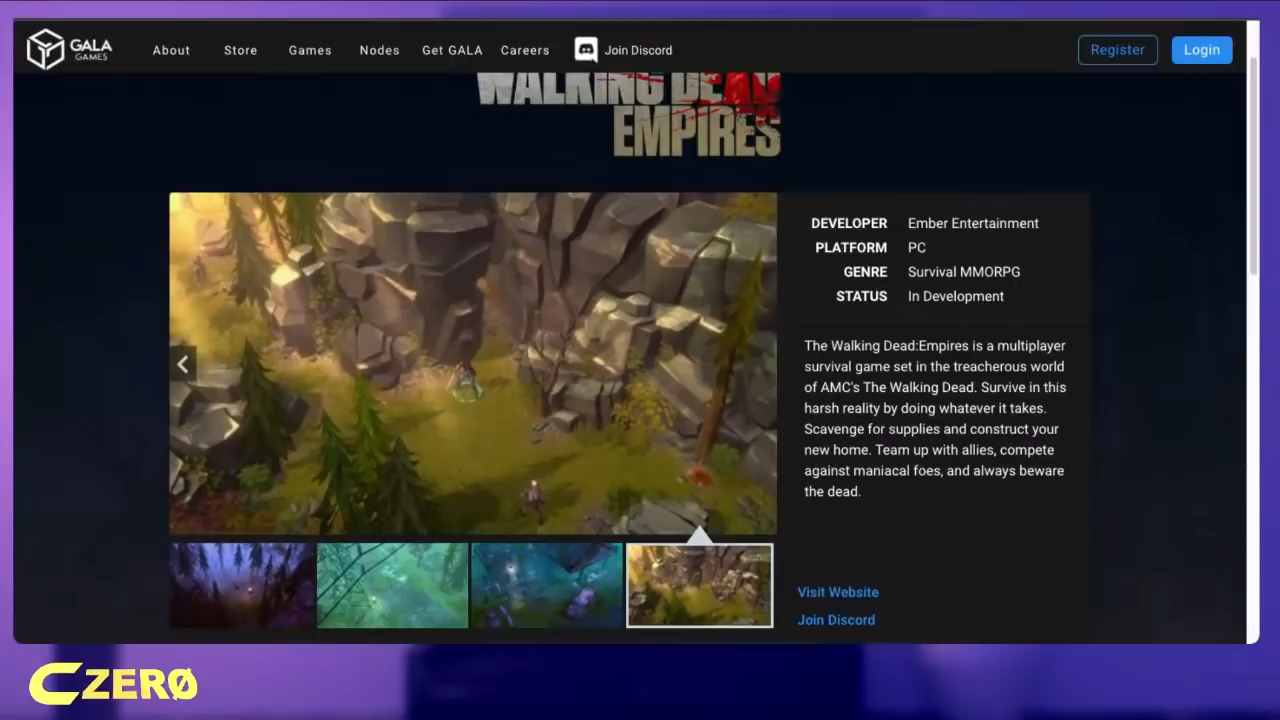 GALA
GAMES
About
Store
Games
Nodes
Get GALA
Careers
Join Discord
Register
Login
WALKING DEAD
EMPIRES
DEVELOPER Ember Entertainment
PLATFORM PC
GENRE Survival MMORPG
STATUS In Development
The Walking Dead:Empires is a multiplayer
survival game set in the treacherous world
of AMC's The Walking Dead. Survive in this
harsh reality by doing whatever it takes.
Scavenge for supplies and construct your
new home. Team up with allies, compete
against maniacal foes, and always beware
the dead.
Visit Website
Join Discord
CZERØ